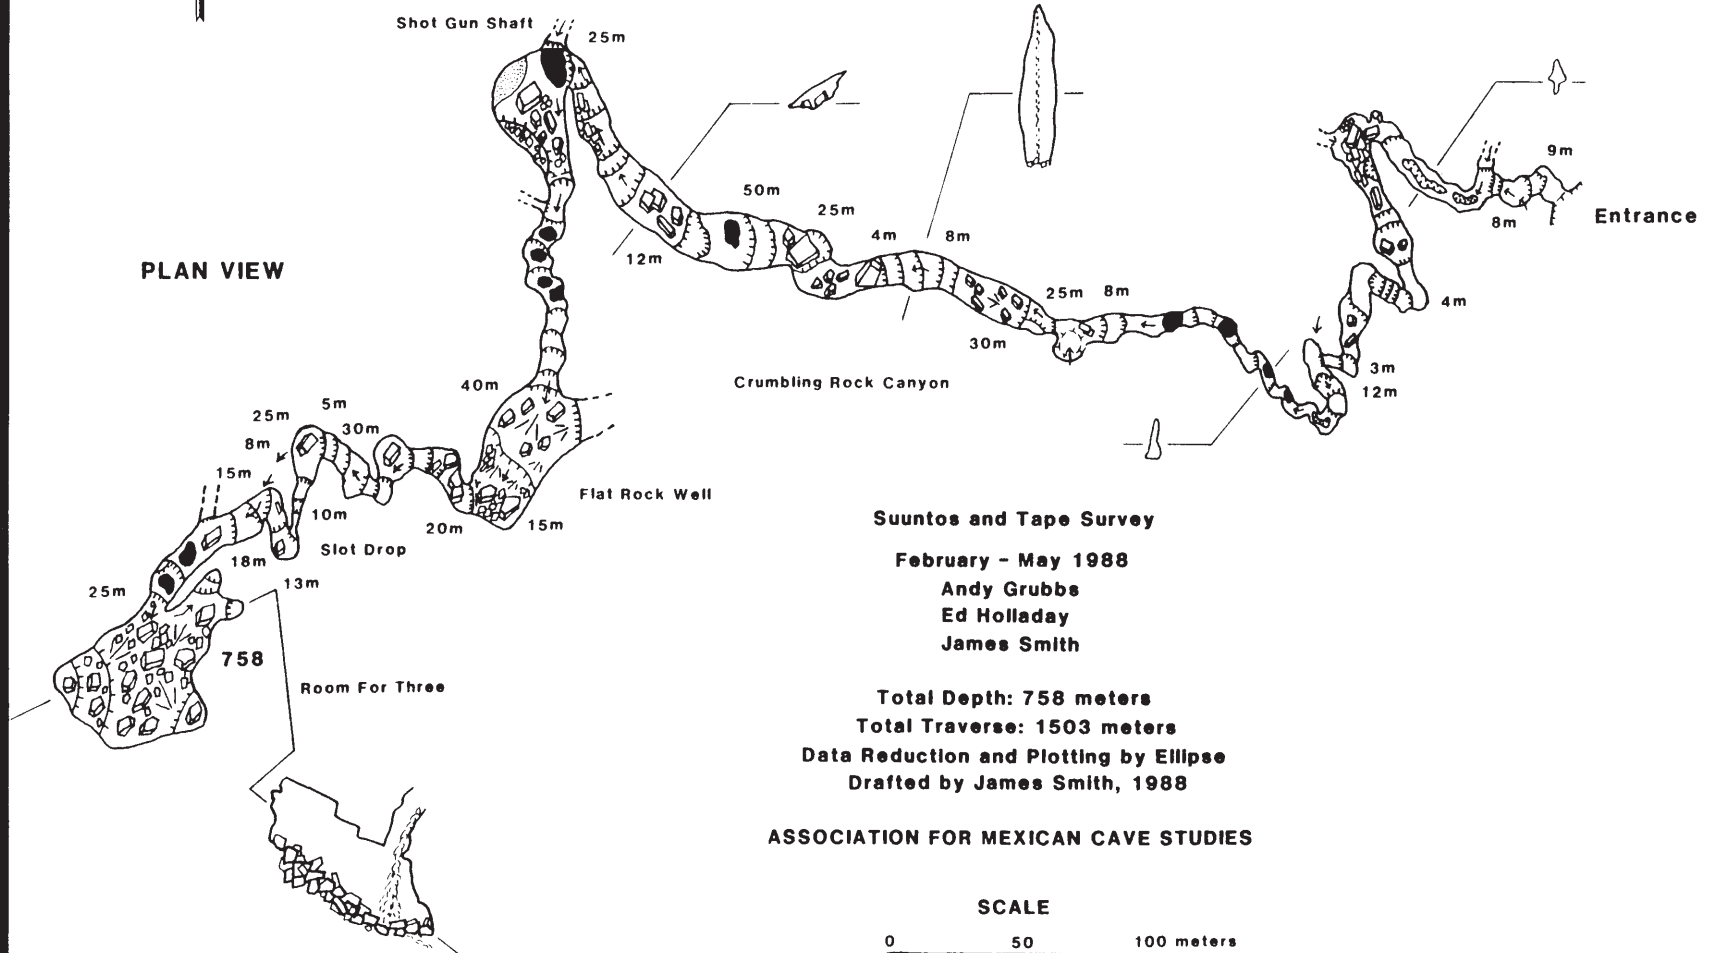 Shot Gun Shaft
25m
9m
50m
25m
8m
Entrance
4m
8m
12m
PLAN VIEW
25m
8m
4m
30m
3m
Crumbling Rock Canyon
40m
12m
5m
25m
30m
8m
15m
Flat Rock Well
10m
20m
15m
Slot Drop
18m
13m
25m
758
Room For Three
Suuntos and Tape Survey
February - May 1988
Andy Grubbs
Ed Holladay
James Smith
Total Depth: 758 meters
Total Traverse: 1503 meters
Data Reduction and Plotting by Ellipse
Drafted by James Smith, 1988
ASSOCIATION FOR MEXICAN CAVE STUDIES
SCALE
0 50 100 meters